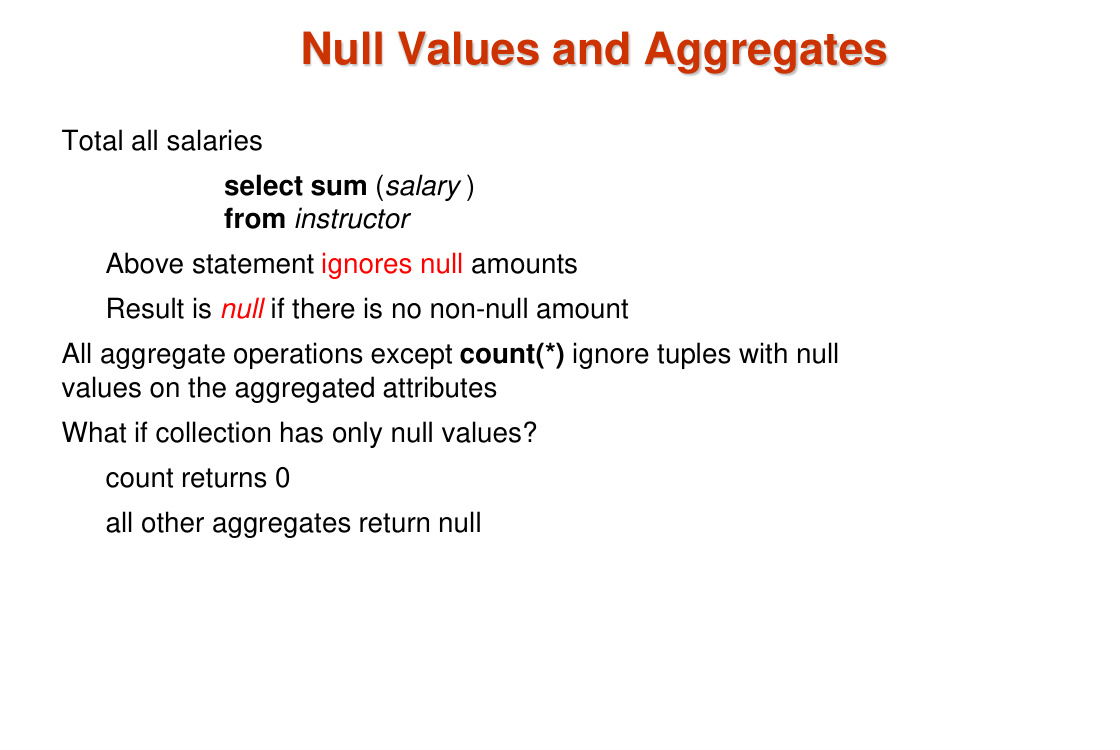 Null Values and Aggregates
Total all salaries
select sum (salary )
from instructor
Above statement ignores null amounts
Result is null if there is no non-null amount
All aggregate operations except count(*) ignore tuples with null
values on the aggregated attributes
What if collection has only null values?
count returns 0
all other aggregates return null